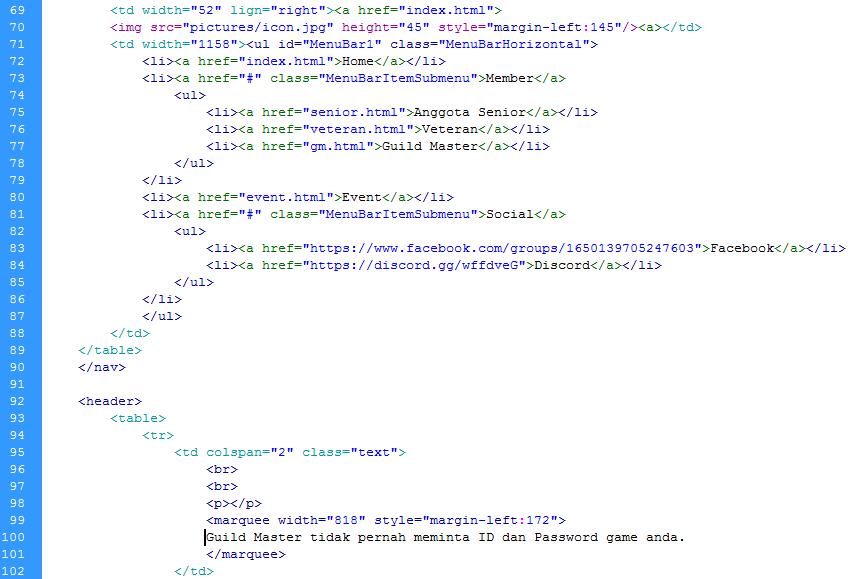 69 <td width="52" lign="right"><a href="index.html">
70 <img src="pictures/icon.jpg" height="45" style="margin-left:145"/><a></td>
71 <td width="1158"><ul id="MenuBar1" class="MenuBarHorizontal">
72 <li><a href="index.html">Home</a></li>
73 <li><a href="#" class="MenuBarItemSubmenu">Member</a>
74 <ul>
75 <li><a href="senior.html">Anggota Senior</a></li>
76 <li><a href="veteran.html">Veteran</a></li>
77 <li><a href="gm.html">Guild Master</a></li>
78 </ul>
79 </li>
80 <li><a href="event.html">Event</a></li>
81 <li><a href="#" class="MenuBarItemSubmenu">Social</a>
82 <ul>
83 <li><a href="https://www.facebook.com/groups/1650139705247603">Facebook</a></li>
84 <li><a href="https://discord.gg/wffdveG">Discord</a></li>
85 </ul>
86 </li>
87 </ul>
88 </td>
89 </table>
90 </nav>
91
92 <header>
93 <table>
94 <tr>
95 <td colspan="2" class="text">
96 <br>
97 <br>
98 <p></p>
99 <marquee width="818" style="margin-left:172">
100 Guild Master tidak pernah meminta ID dan Password game anda.
101 </marquee>
102 </td>